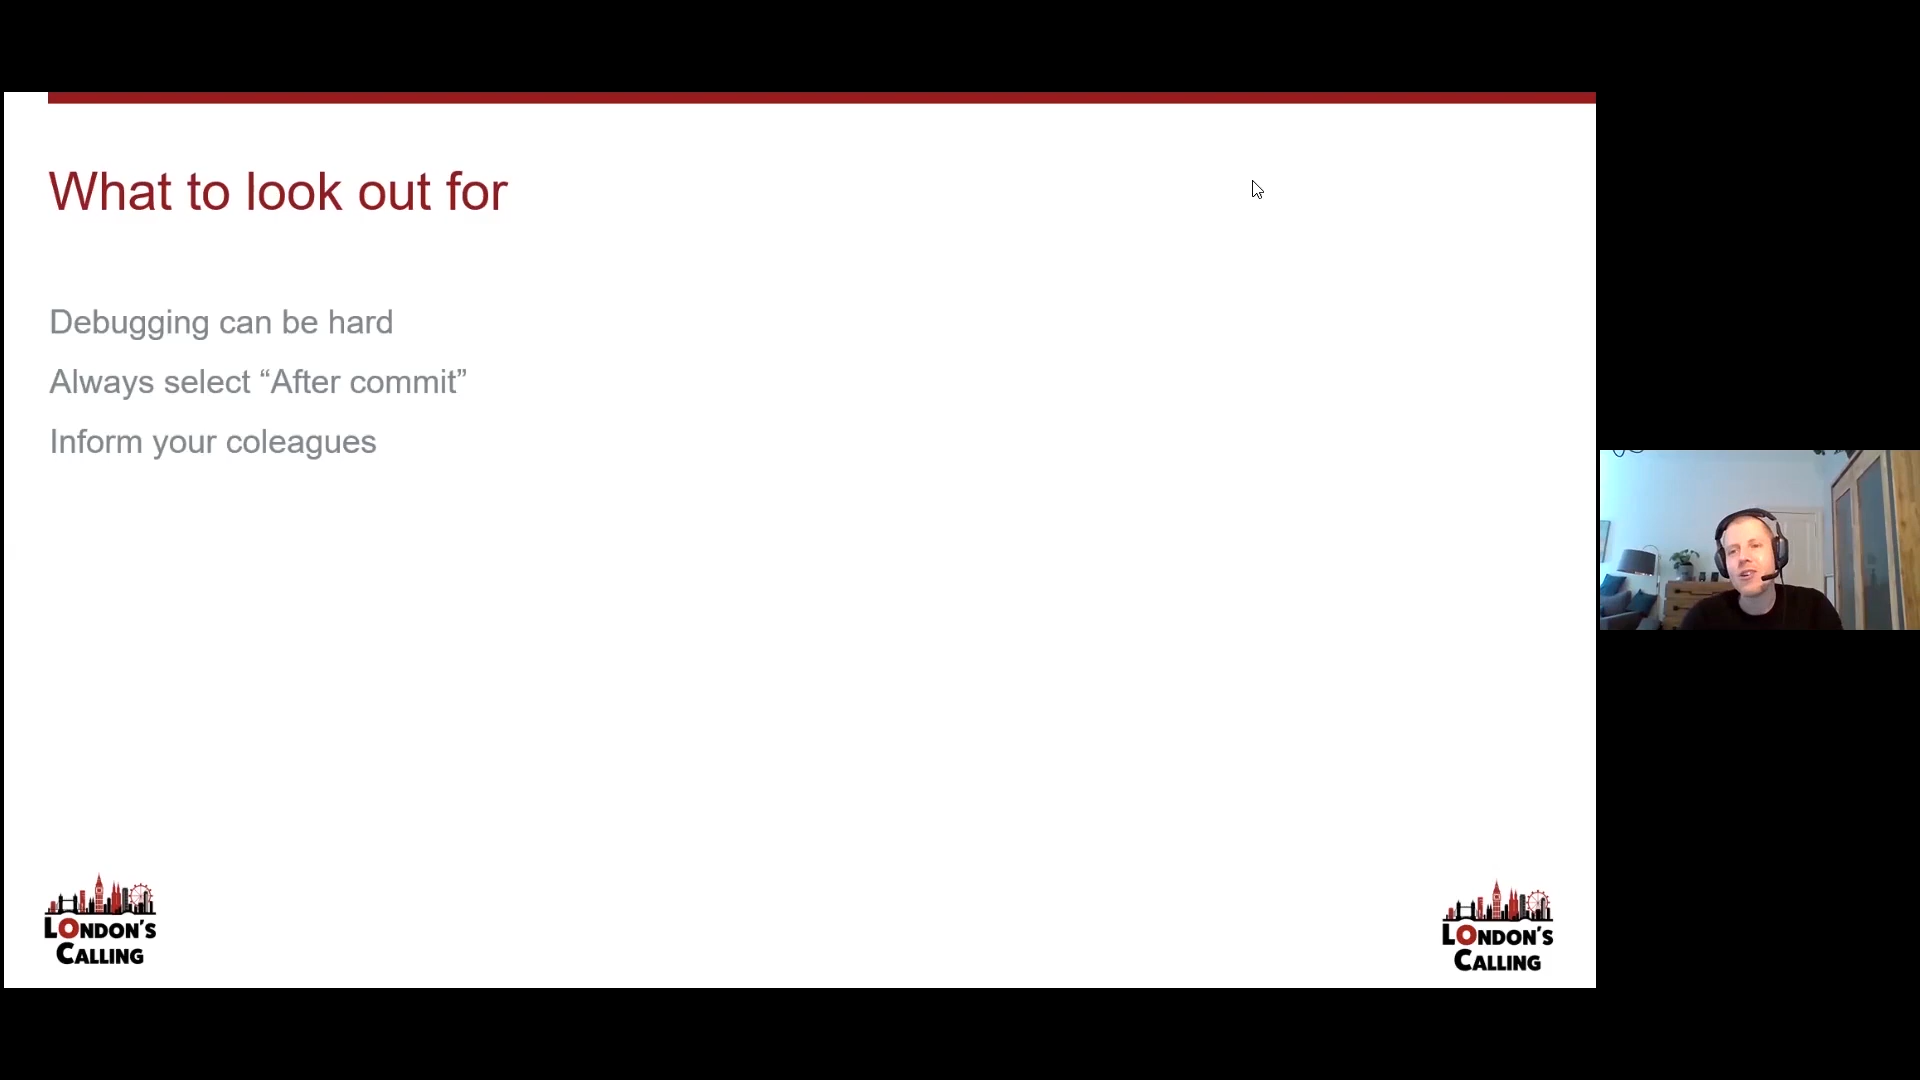 What to look out for
Debugging can be hard
Always select “After commit”
Inform your coleagues
LONDON'S
CALLING
LONDON'S
CALLING